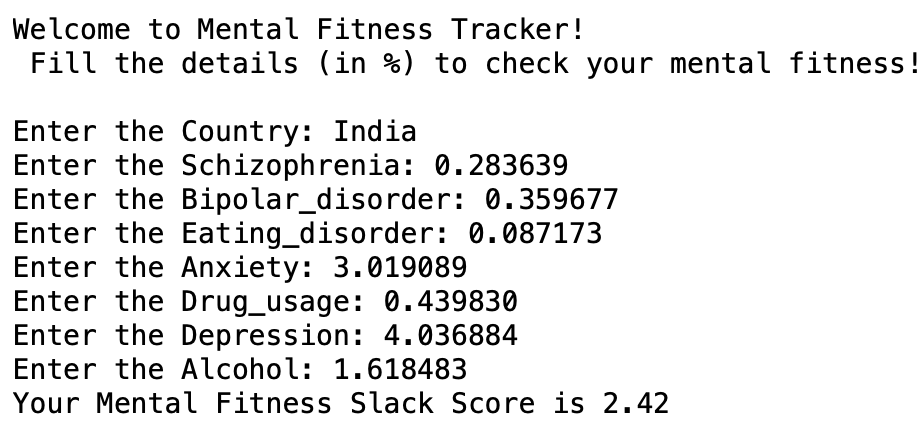 Welcome to Mental Fitness Tracker!
Fill the details (in %) to check your mental fitness!
Enter the Country: India
Enter the Schizophrenia: 0.283639
Enter the Bipolar_disorder: 0.359677
Enter the Eating_disorder: 0.087173
Enter the Anxiety: 3.019089
Enter the Drug_usage: 0.439830
Enter the Depression: 4.036884
Enter the Alcohol: 1.618483
Your Mental Fitness Slack Score is 2.42